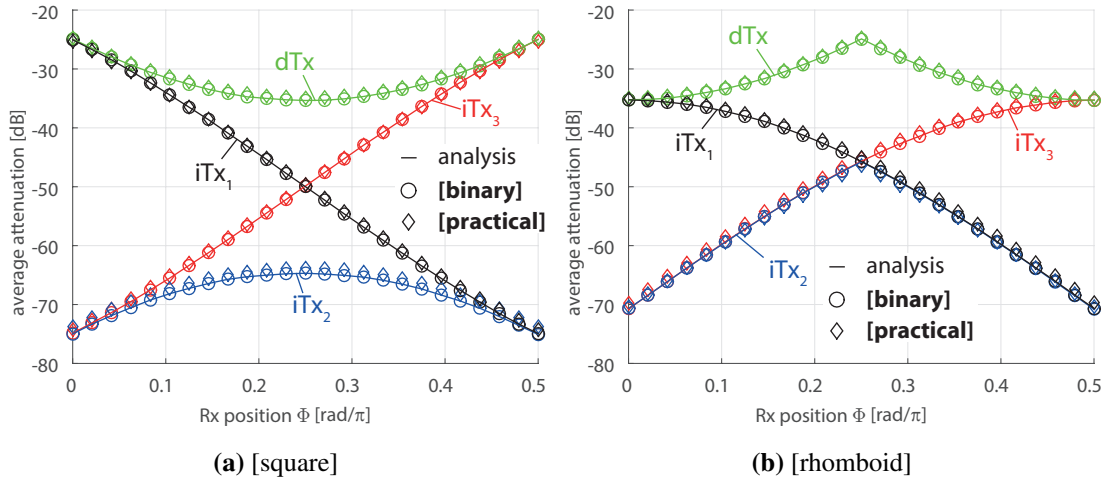 -20
-30
-40
-50
-60
-70
-80
average attenuation [dB]
dTx
iTx3
iTx1
iTx2
analysis
[binary]
[practical]
0
0.1
0.2
0.3
0.4
0.5
Rx position Φ [rad/π]
(a) [square]
-20
-30
-40
-50
-60
-70
-80
average attenuation [dB]
dTx
iTx1
iTx3
iTx2
analysis
[binary]
[practical]
0
0.1
0.2
0.3
0.4
0.5
Rx position Φ [rad/π]
(b) [rhomboid]